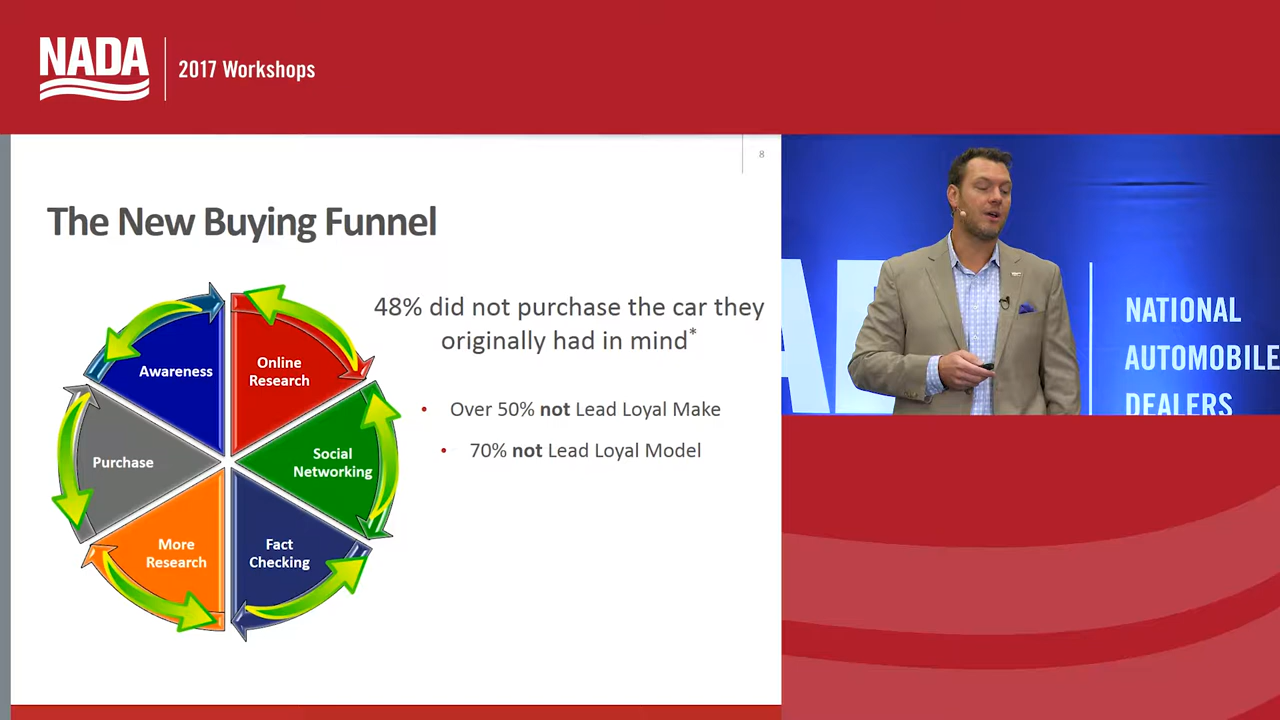 NADA
2017 Workshops
8
The New Buying Funnel
48% did not purchase the car they
originally had in mind*
Over 50% not Lead Loyal Make
70% not Lead Loyal Model
Awareness
Online
Research
Social
Networking
Fact
Checking
More
Research
Purchase
NATIONAL
AUTOMOBILE
DEALERS